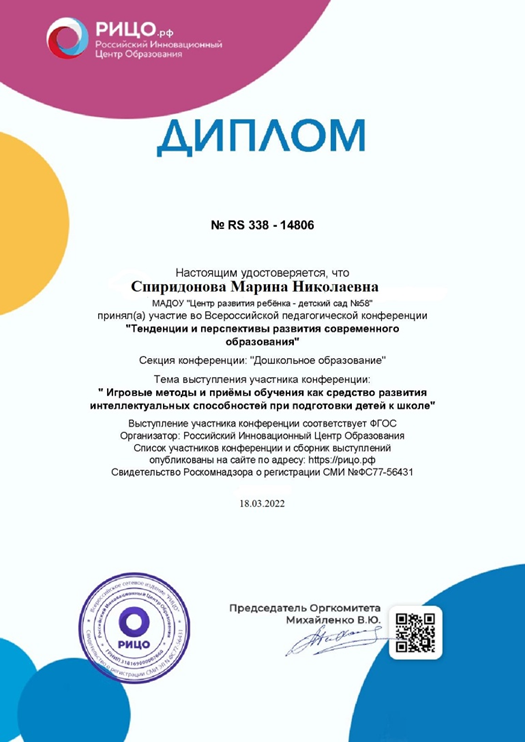 РИЦО.рф
Российский Инновационный
Центр Образования
ДИПЛОМ
№ RS 338 - 14806
Настоящим удостоверяется, что
Спиридонова Марина Николаевна
МАДОУ "Центр развития ребёнка - детский сад №58"
принял(а) участие во Всероссийской педагогической конференции
"Тенденции и перспективы развития современного
образования"
Секция конференции: "Дошкольное образование"
Тема выступления участника конференции:
" Игровые методы и приёмы обучения как средство развития
интеллектуальных способностей при подготовки детей к школе"
Выступление участника конференции соответствует ФГОС
Организатор: Российский Инновационный Центр Образования
Список участников конференции и сборник выступлений
опубликованы на сайте по адресу: https://рицо.рф
Свидетельство Роскомнадзора о регистрации СМИ №ФС77-56431
18.03.2022
Председатель Оргкомитета
Михайленко В.Ю.
Российский Инновационный Центр Образования
РИЦО